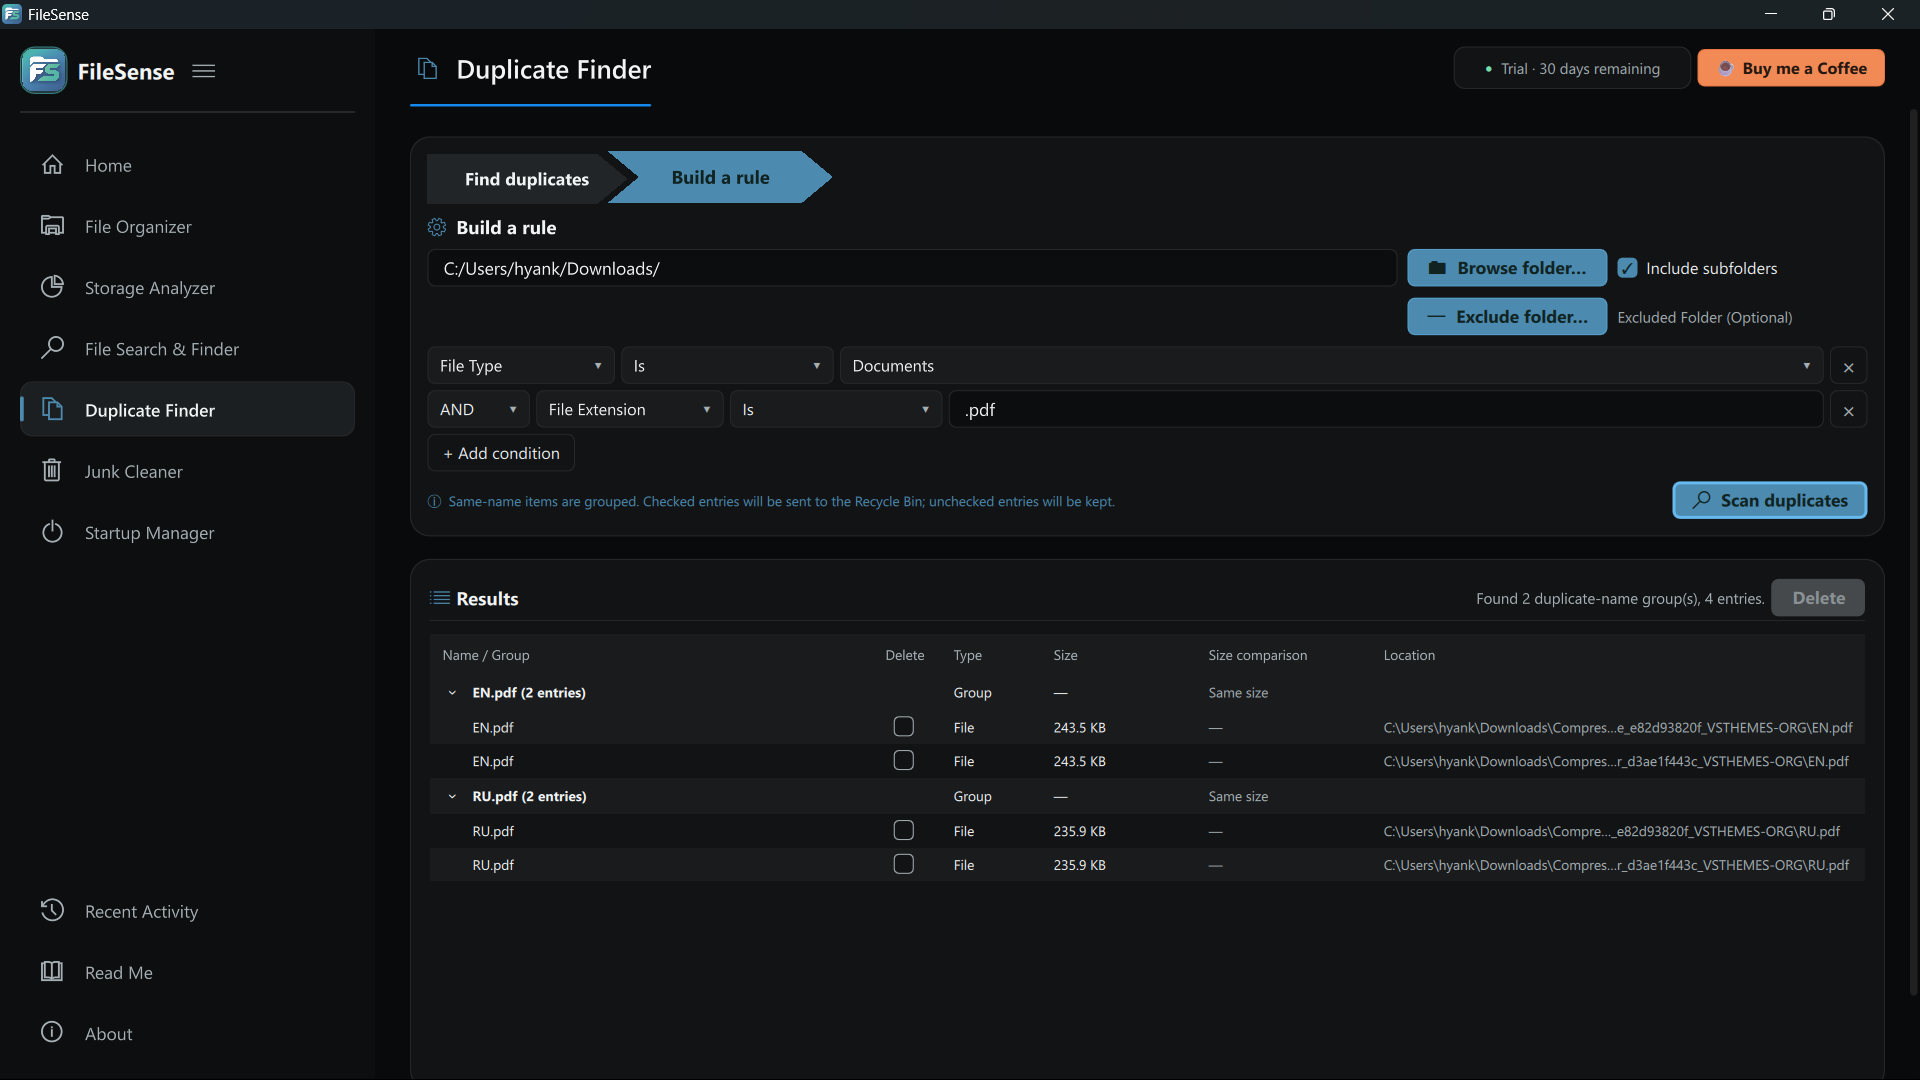 FileSense
FileSense
Home
File Organizer
Storage Analyzer
File Search & Finder
Duplicate Finder
Junk Cleaner
Startup Manager
Recent Activity
Read Me
About
Duplicate Finder
• Trial · 30 days remaining
Buy me a Coffee
Find duplicates
Build a rule
Build a rule
C:/Users/hyank/Downloads/
Browse folder...
✓ Include subfolders
Exclude folder...
Excluded Folder (Optional)
File Type
Is
Documents
AND
File Extension
Is
.pdf
+ Add condition
Same-name items are grouped. Checked entries will be sent to the Recycle Bin; unchecked entries will be kept.
Scan duplicates
Results
Found 2 duplicate-name group(s), 4 entries.
Delete
Name / Group Delete Type Size Size comparison Location
EN.pdf (2 entries) Group — Same size
EN.pdf File 243.5 KB — C:\Users\hyank\Downloads\Compres...e_e82d93820f_VSTHEMES-ORG\EN.pdf
EN.pdf File 243.5 KB — C:\Users\hyank\Downloads\Compres...r_d3ae1f443c_VSTHEMES-ORG\EN.pdf
RU.pdf (2 entries) Group — Same size
RU.pdf File 235.9 KB — C:\Users\hyank\Downloads\Compre..._e82d93820f_VSTHEMES-ORG\RU.pdf
RU.pdf File 235.9 KB — C:\Users\hyank\Downloads\Compres...r_d3ae1f443c_VSTHEMES-ORG\RU.pdf